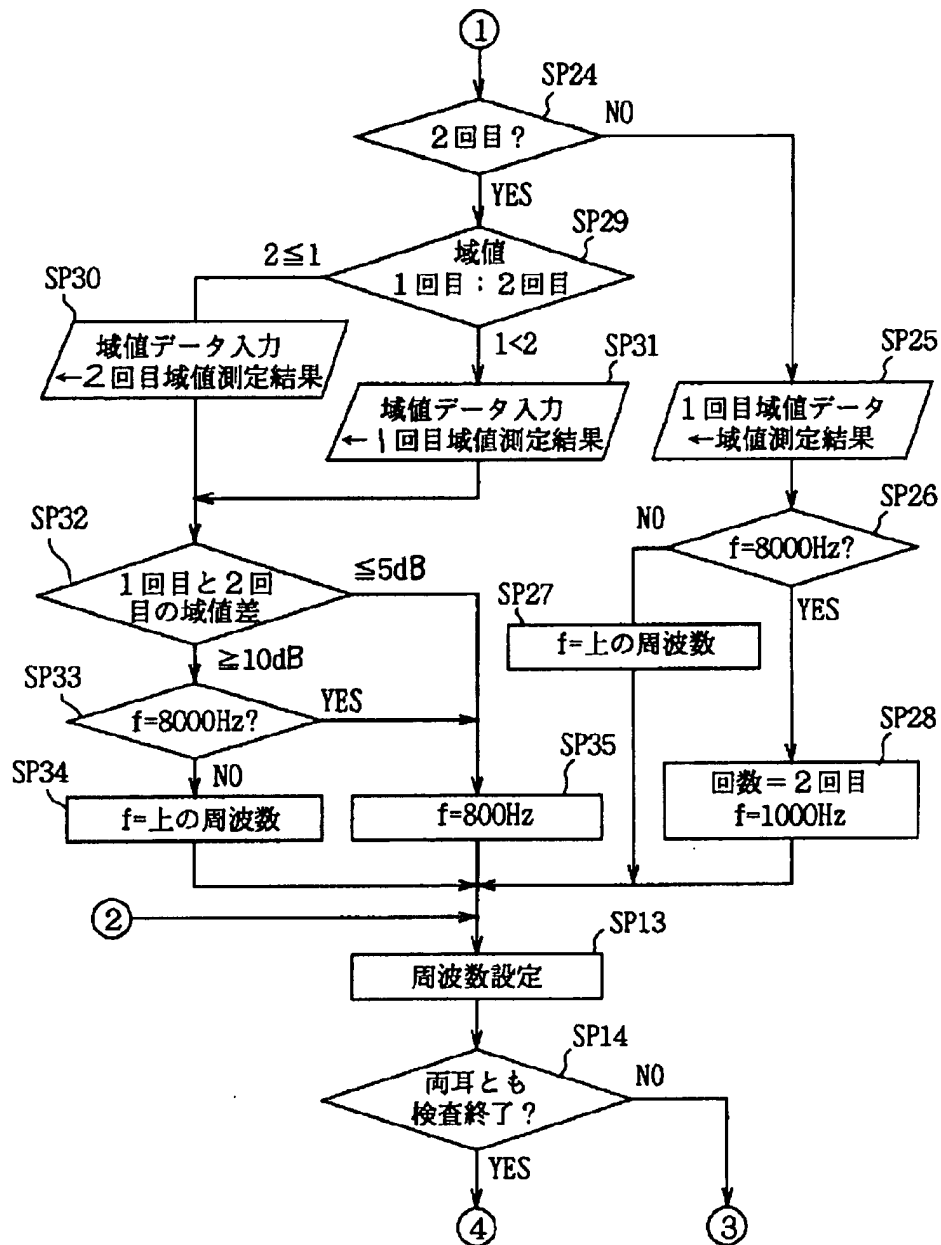 ①
SP24
NO
2回目?
YES
SP29
域値
1回目:2回目
2≦1
SP30
域値データ入力
←2回目域値測定結果
1<2
SP31
域値データ入力
←1回目域値測定結果
SP25
1回目域値データ
←域値測定結果
SP26
NO
f=8000Hz?
YES
SP32
1回目と2回
目の域値差
≦5dB
≧10dB
SP27
f=上の周波数
SP33
f=8000Hz?
YES
NO
SP28
回数=2回目
f=1000Hz
SP34
f=上の周波数
SP35
f=800Hz
②
SP13
周波数設定
SP14
両耳とも
検査終了?
NO
YES
④
③